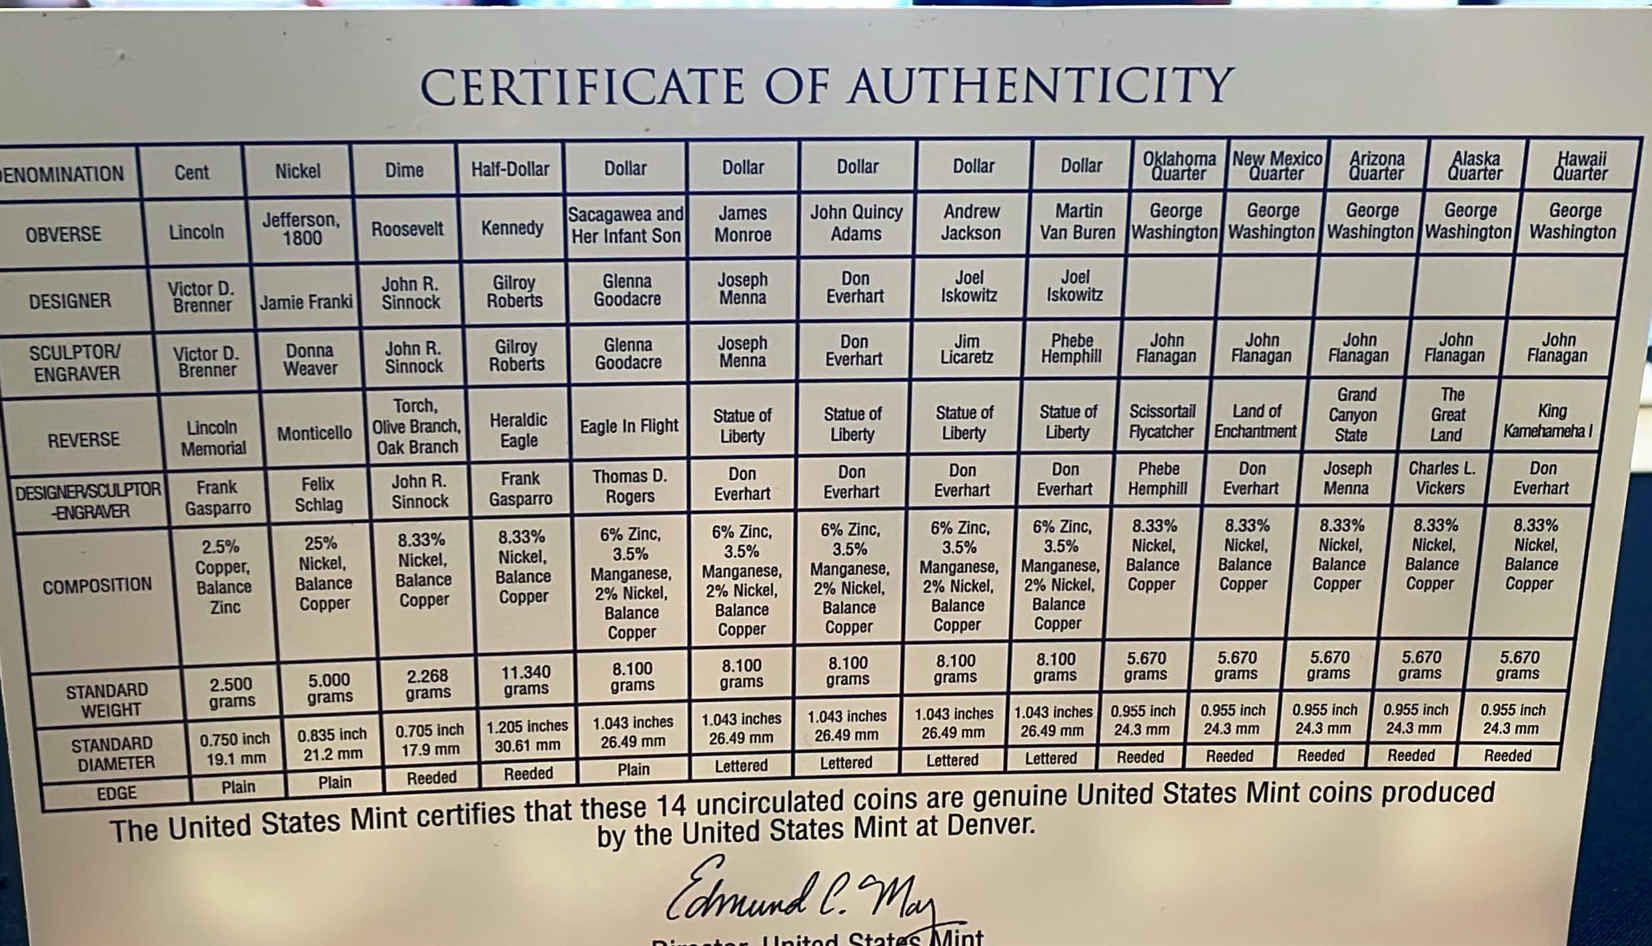 CERTIFICATE OF AUTHENTICITY
ENOMINATION Cent Nickel Dime Half-Dollar Dollar Dollar Dollar Dollar Dollar Oklahoma Quarter New Mexico Quarter Arizona Quarter Alaska Quarter Hawaii Quarter
OBVERSE Lincoln Jefferson, 1800 Roosevelt Kennedy Sacagawea and Her Infant Son James Monroe John Quincy Adams Andrew Jackson Martin Van Buren George Washington George Washington George Washington George Washington George Washington
DESIGNER Victor D. Brenner Jamie Franki John R. Sinnock Gilroy Roberts Glenna Goodacre Joseph Menna Don Everhart Joel Iskowitz Joel Iskowitz
SCULPTOR/ ENGRAVER Victor D. Brenner Donna Weaver John R. Sinnock Gilroy Roberts Glenna Goodacre Joseph Menna Don Everhart Jim Licaretz Phebe Hemphill John Flanagan John Flanagan John Flanagan John Flanagan John Flanagan
REVERSE Lincoln Memorial Monticello Torch, Olive Branch, Oak Branch Heraldic Eagle Eagle In Flight Statue of Liberty Statue of Liberty Statue of Liberty Statue of Liberty Scissortail Flycatcher Land of Enchantment Grand Canyon State The Great Land King Kamehameha I
DESIGNER/SCULPTOR -ENGRAVER Frank Gasparro Felix Schlag John R. Sinnock Frank Gasparro Thomas D. Rogers Don Everhart Don Everhart Don Everhart Don Everhart Phebe Hemphill Don Everhart Joseph Menna Charles L. Vickers Don Everhart
COMPOSITION 2.5% Copper, Balance Zinc 25% Nickel, Balance Copper 8.33% Nickel, Balance Copper 8.33% Nickel, Balance Copper 6% Zinc, 3.5% Manganese, 2% Nickel, Balance Copper 6% Zinc, 3.5% Manganese, 2% Nickel, Balance Copper 6% Zinc, 3.5% Manganese, 2% Nickel, Balance Copper 6% Zinc, 3.5% Manganese, 2% Nickel, Balance Copper 6% Zinc, 3.5% Manganese, 2% Nickel, Balance Copper 8.33% Nickel, Balance Copper 8.33% Nickel, Balance Copper 8.33% Nickel, Balance Copper 8.33% Nickel, Balance Copper 8.33% Nickel, Balance Copper
STANDARD WEIGHT 2.500 grams 5.000 grams 2.268 grams 11.340 grams 8.100 grams 8.100 grams 8.100 grams 8.100 grams 8.100 grams 5.670 grams 5.670 grams 5.670 grams 5.670 grams 5.670 grams
STANDARD DIAMETER 0.750 inch 19.1 mm 0.835 inch 21.2 mm 0.705 inch 17.9 mm 1.205 inches 30.61 mm 1.043 inches 26.49 mm 1.043 inches 26.49 mm 1.043 inches 26.49 mm 1.043 inches 26.49 mm 1.043 inches 26.49 mm 0.955 inch 24.3 mm 0.955 inch 24.3 mm 0.955 inch 24.3 mm 0.955 inch 24.3 mm 0.955 inch 24.3 mm
EDGE Plain Plain Reeded Reeded Plain Lettered Lettered Lettered Lettered Reeded Reeded Reeded Reeded Reeded
The United States Mint certifies that these 14 uncirculated coins are genuine United States Mint coins produced
by the United States Mint at Denver.
Edmund C. Moy
Director, United States Mint